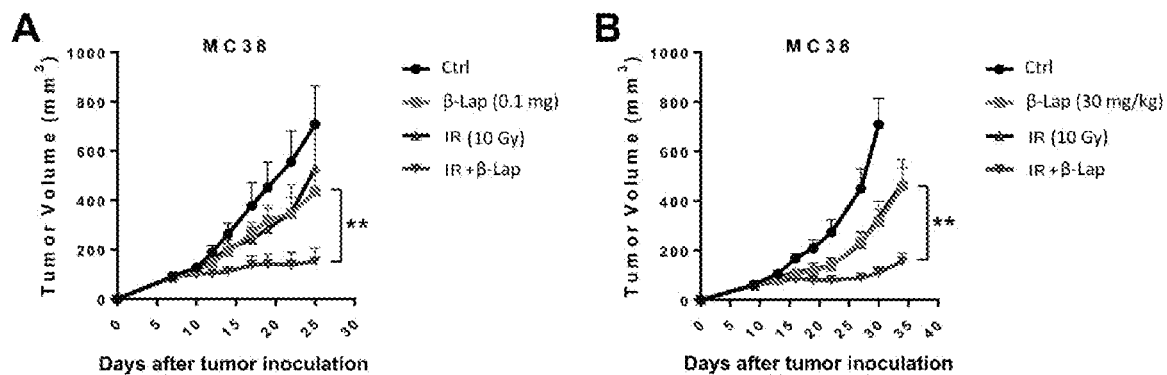 A
MC38
Tumor Volume (mm³)
1000
800
600
400
200
0
0 5 10 15 20 25 30
Days after tumor inoculation
Ctrl
β-Lap (0.1 mg)
IR (10 Gy)
IR+β-Lap
**
B
MC38
Tumor Volume (mm³)
1000
800
600
400
200
0
0 5 10 15 20 25 30 35 40
Days after tumor inoculation
Ctrl
β-Lap (30 mg/kg)
IR (10 Gy)
IR+β-Lap
**